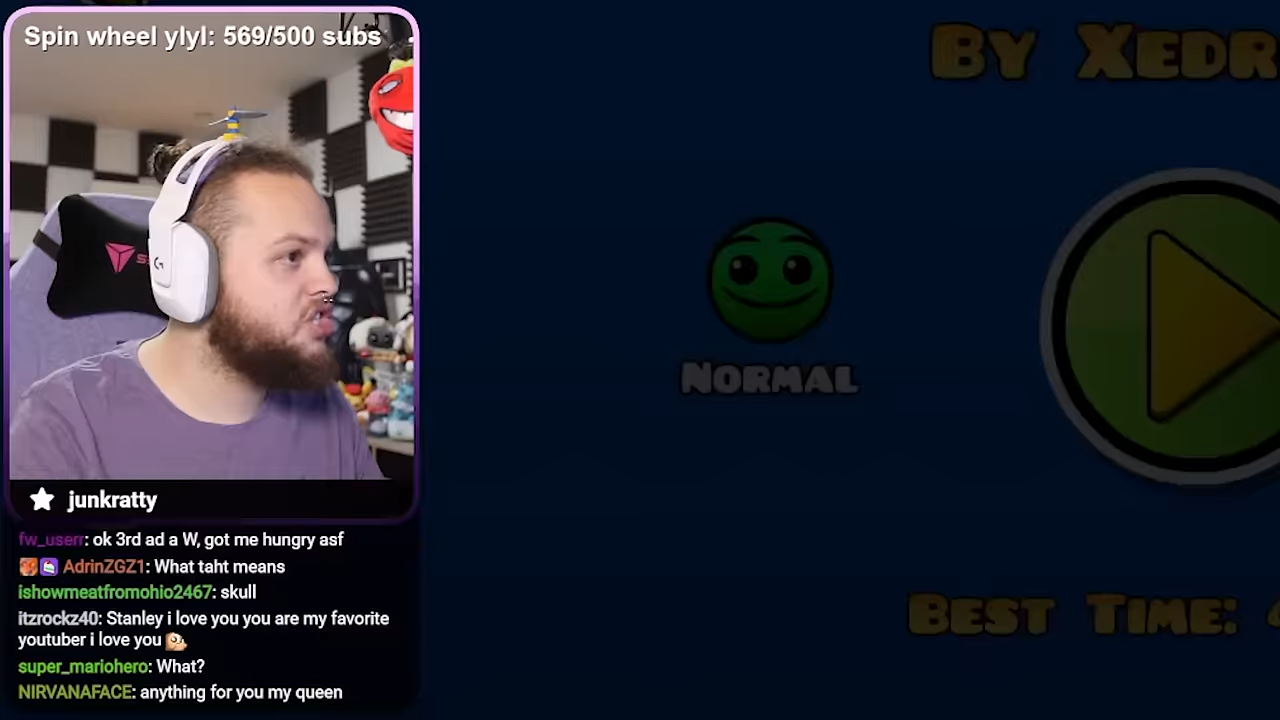 Spin wheel ylyl: 569/500 subs
By Xedr
Normal
junkratty
fw_userr: ok 3rd ad a W, got me hungry asf
AdrinZGZ1: What taht means
ishowmeatfromohio2467: skull
itzrockz40: Stanley i love you you are my favorite
youtuber i love you
super_mariohero: What?
NIRVANAFACE: anything for you my queen
Best Time: